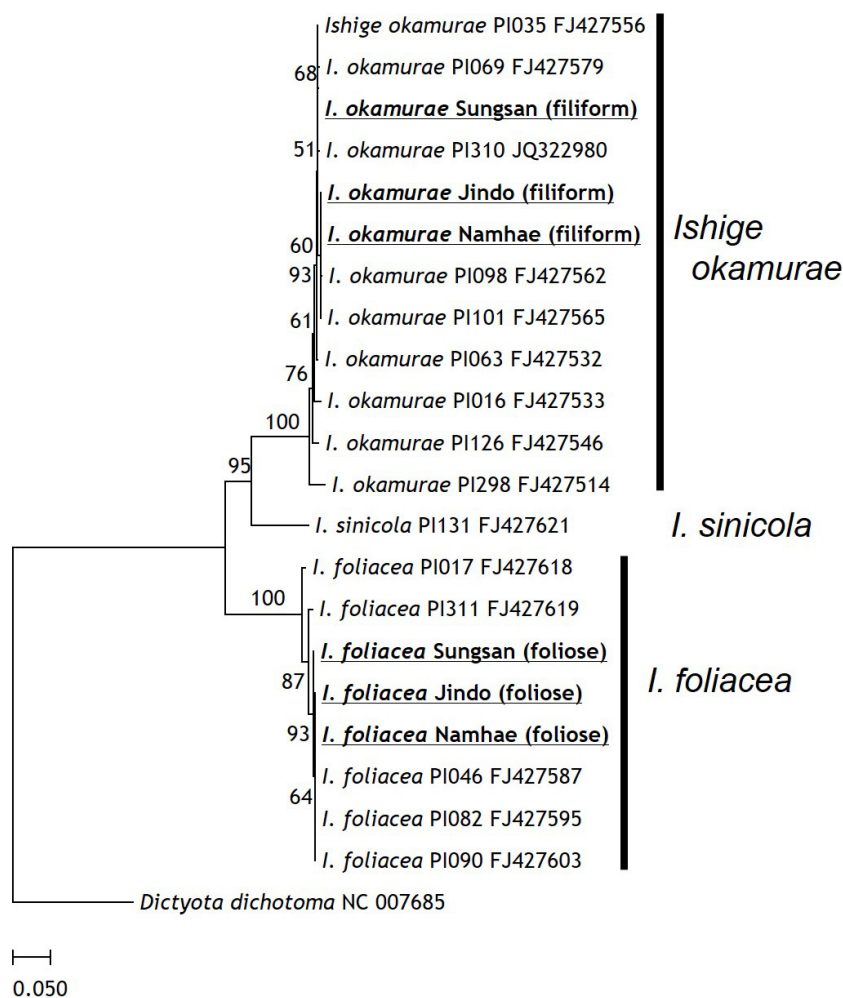 Ishige okamurae PI035 FJ427556
68
I. okamurae PI069 FJ427579
I. okamurae Sungsan (filiform)
51
I. okamurae PI310 JQ322980
I. okamurae Jindo (filiform)
I. okamurae Namhae (filiform)
60
93
I. okamurae PI098 FJ427562
61
I. okamurae PI101 FJ427565
I. okamurae PI063 FJ427532
76
I. okamurae PI016 FJ427533
100
I. okamurae PI126 FJ427546
95
I. okamurae PI298 FJ427514
Ishige
okamurae
I. sinicola PI131 FJ427621
I. sinicola
I. foliacea PI017 FJ427618
100
I. foliacea PI311 FJ427619
I. foliacea Sungsan (foliose)
87
I. foliacea Jindo (foliose)
93
I. foliacea Namhae (foliose)
I. foliacea PI046 FJ427587
64
I. foliacea PI082 FJ427595
I. foliacea PI090 FJ427603
I. foliacea
Dictyota dichotoma NC 007685
0.050